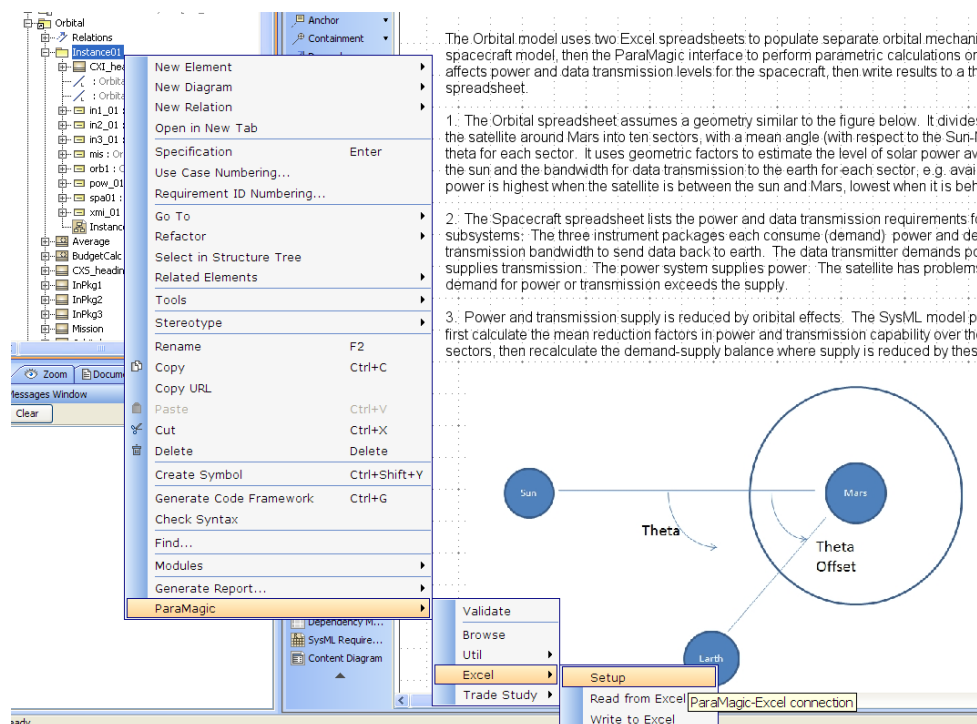 Orbital
Relations
Instance01
CXI_hea
: Orbita
: Orbita
in1_01 :
in2_01 :
in3_01 :
mis : Or
orb1 : O
pow_01
spa01 :
xmi_01
Instanc
Average
BudgetCalc
CXS_headin
InPkg1
InPkg2
InPkg3
Mission
Zoom
Docume
Messages Window
Clear
Anchor
Containment
New Element
New Diagram
New Relation
Open in New Tab
Specification Enter
Use Case Numbering...
Requirement ID Numbering...
Go To
Refactor
Select in Structure Tree
Related Elements
Tools
Stereotype
Rename F2
Copy Ctrl+C
Copy URL
Paste Ctrl+V
Cut Ctrl+X
Delete Delete
Create Symbol Ctrl+Shift+Y
Generate Code Framework Ctrl+G
Check Syntax
Find...
Modules
Generate Report...
ParaMagic
Validate
Browse
Util
Excel
Trade Study
Setup
Read from Excel
ParaMagic-Excel connection
Write to Excel
Dependency M...
SysML Require...
Content Diagram
The Orbital model uses two Excel spreadsheets to populate separate orbital mechani
spacecraft model, then the ParaMagic interface to perform parametric calculations or
affects power and data transmission levels for the spacecraft, then write results to a th
spreadsheet.
1. The Orbital spreadsheet assumes a geometry similar to the figure below. It divides
the satellite around Mars into ten sectors, with a mean angle (with respect to the Sun-M
theta for each sector. It uses geometric factors to estimate the level of solar power av
the sun and the bandwidth for data transmission to the earth for each sector; e.g. avai
power is highest when the satellite is between the sun and Mars, lowest when it is beh
2. The Spacecraft spreadsheet lists the power and data transmission requirements fo
subsystems: The three instrument packages each consume (demand) power and de
transmission bandwidth to send data back to earth. The data transmitter demands po
supplies transmission. The power system supplies power. The satellite has problems
demand for power or transmission exceeds the supply.
3. Power and transmission supply is reduced by oribital effects. The SysML model p
first calculate the mean reduction factors in power and transmission capability over the
sectors, then recalculate the demand-supply balance where supply is reduced by thes
Sun
Mars
Theta
Theta
Offset
Earth
eady